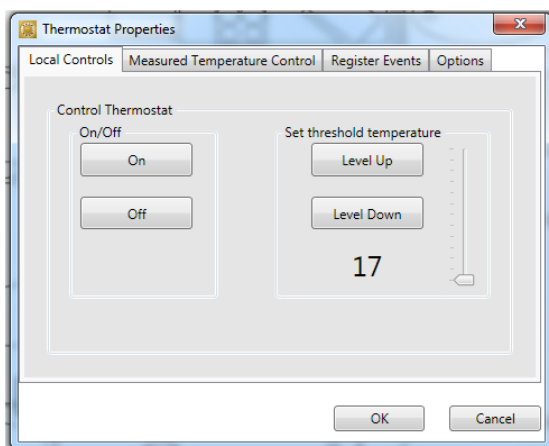 Thermostat Properties
Local Controls Measured Temperature Control Register Events Options
Control Thermostat
On/Off
On
Off
Set threshold temperature
Level Up
Level Down
17
OK Cancel